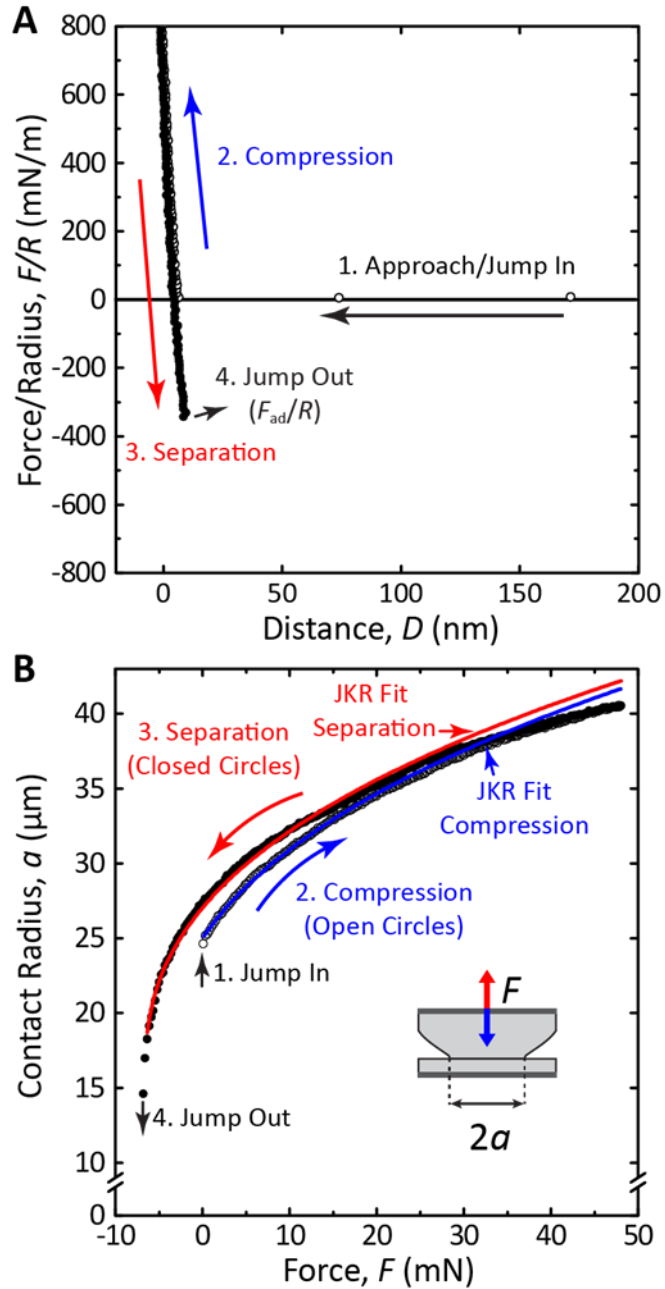 A
800
600
400
200
0
-200
-400
-600
-800
Force/Radius, F/R (mN/m)
2. Compression
1. Approach/Jump In
4. Jump Out
(F_ad/R)
3. Separation
0
50
100
150
200
Distance, D (nm)
B
40
35
30
25
20
15
10
0
Contact Radius, a (µm)
JKR Fit
Separation
3. Separation
(Closed Circles)
JKR Fit
Compression
2. Compression
(Open Circles)
1. Jump In
F
4. Jump Out
2a
-10
0
10
20
30
40
50
Force, F (mN)